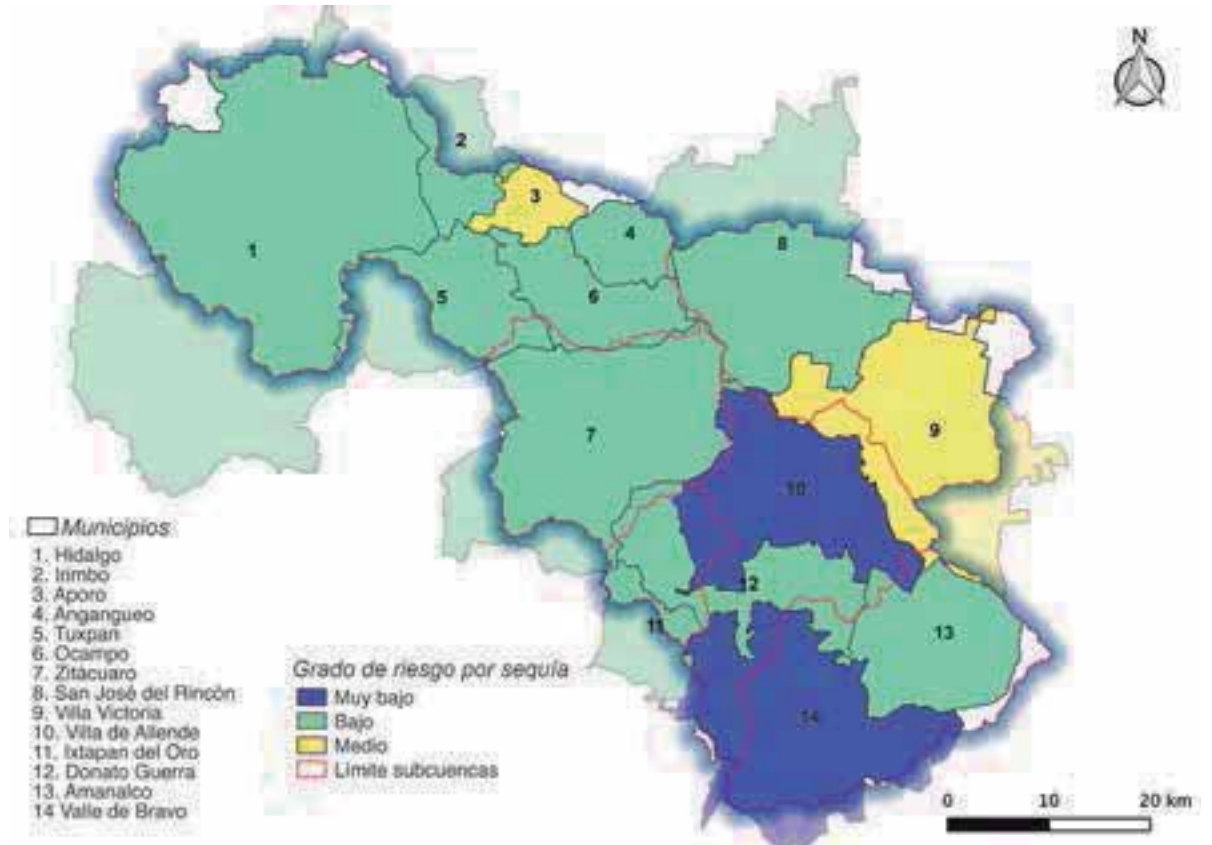 N
1
2
3
4
5
6
7
8
9
10
11
12
13
14
Municipios
1. Hidalgo
2. Irimbo
3. Aporo
4. Angangueo
5. Tuxpan
6. Ocampo
7. Zitácuaro
8. San José del Rincón
9. Villa Victoria
10. Villa de Allende
11. Ixtapan del Oro
12. Donato Guerra
13. Amanalco
14 Valle de Bravo
Grado de riesgo por sequía
Muy bajo
Bajo
Medio
Límite subcuencas
0 10 20 km